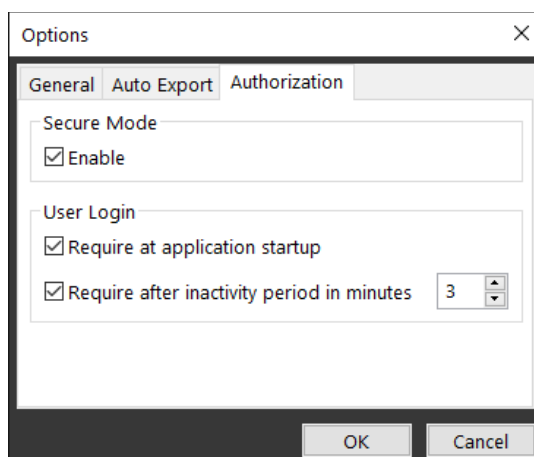 Options
General Auto Export Authorization
Secure Mode
Enable
User Login
Require at application startup
Require after inactivity period in minutes 3
OK Cancel